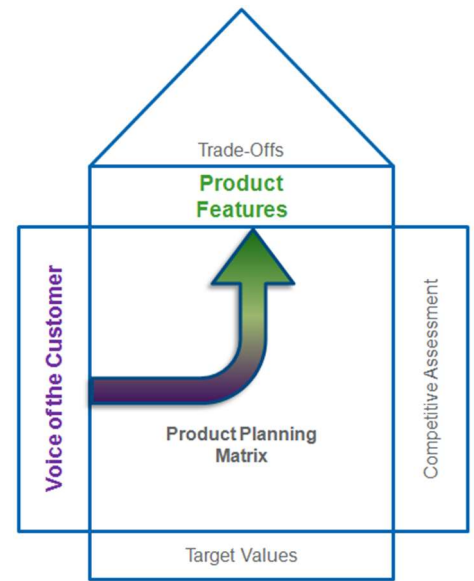 Trade-Offs
Product
Features
Voice of the Customer
Product Planning
Matrix
Competitive Assessment
Target Values